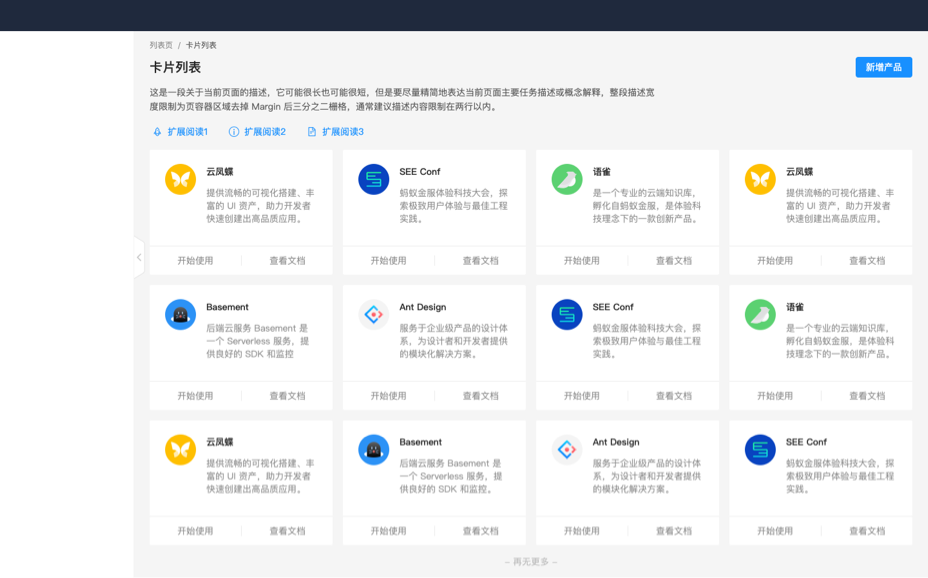 列表页 / 卡片列表
卡片列表
新增产品
这是一段关于当前页面的描述，它可能很长也可能很短，但是要尽量精简地表达当前页面主要任务描述或概念解释，整段描述宽
度限制为页容器区域去掉 Margin 后三分之二栅格，通常建议描述内容限制在两行以内。
扩展阅读1 扩展阅读2 扩展阅读3
云凤蝶
提供流畅的可视化搭建、丰
富的 UI 资产，助力开发者
快速创建出高品质应用。
开始使用 查看文档
SEE Conf
蚂蚁金服体验科技大会，探
索极致用户体验与最佳工程
实践。
开始使用 查看文档
语雀
是一个专业的云端知识库，
孵化自蚂蚁金服，是体验科
技理念下的一款创新产品。
开始使用 查看文档
云凤蝶
提供流畅的可视化搭建、丰
富的 UI 资产，助力开发者
快速创建出高品质应用。
开始使用 查看文档
Basement
后端云服务 Basement 是
一个 Serverless 服务，提
供良好的 SDK 和监控
开始使用 查看文档
Ant Design
服务于企业级产品的设计体
系，为设计者和开发者提供
的模块化解决方案。
开始使用 查看文档
SEE Conf
蚂蚁金服体验科技大会，探
索极致用户体验与最佳工程
实践。
开始使用 查看文档
语雀
是一个专业的云端知识库，
孵化自蚂蚁金服，是体验科
技理念下的一款创新产品。
开始使用 查看文档
云凤蝶
提供流畅的可视化搭建、丰
富的 UI 资产，助力开发者
快速创建出高品质应用。
开始使用 查看文档
Basement
后端云服务 Basement 是
一个 Serverless 服务，提
供良好的 SDK 和监控。
开始使用 查看文档
Ant Design
服务于企业级产品的设计体
系，为设计者和开发者提供
的模块化解决方案。
开始使用 查看文档
SEE Conf
蚂蚁金服体验科技大会，探
索极致用户体验与最佳工程
实践。
开始使用 查看文档
– 再无更多 –